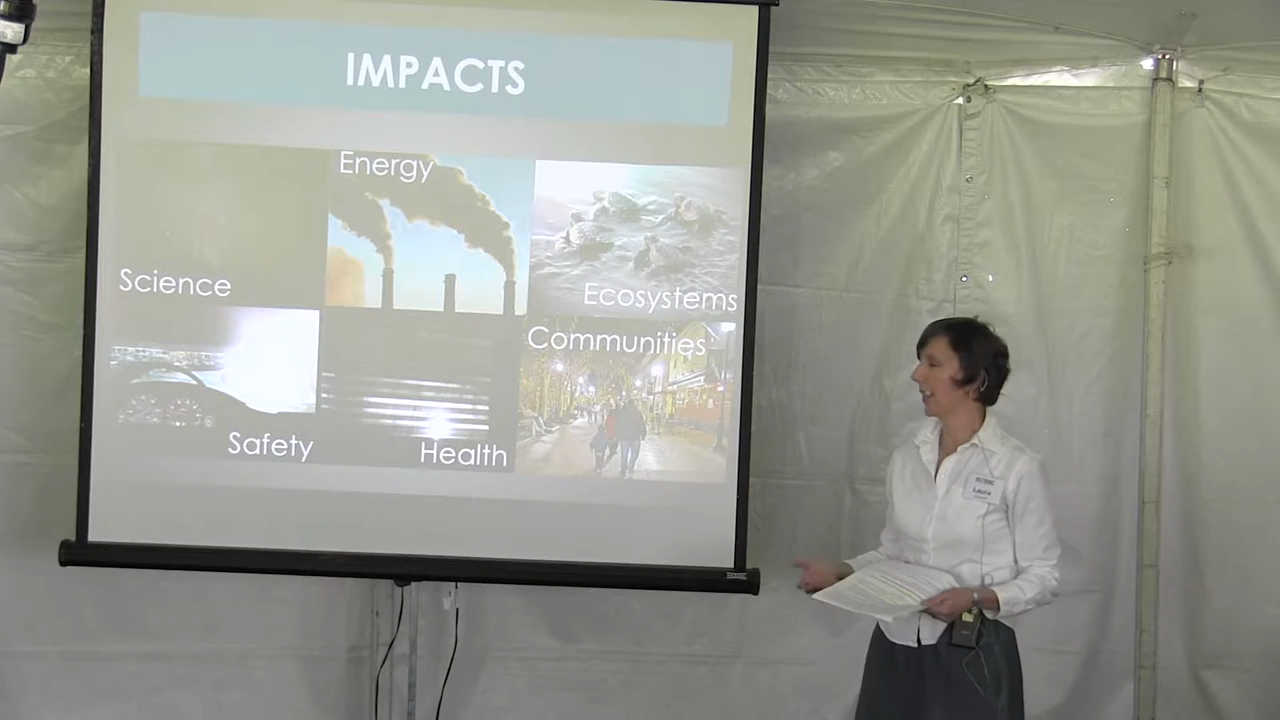 IMPACTS
Energy
Science
Ecosystems
Communities
Safety
Health
Laura